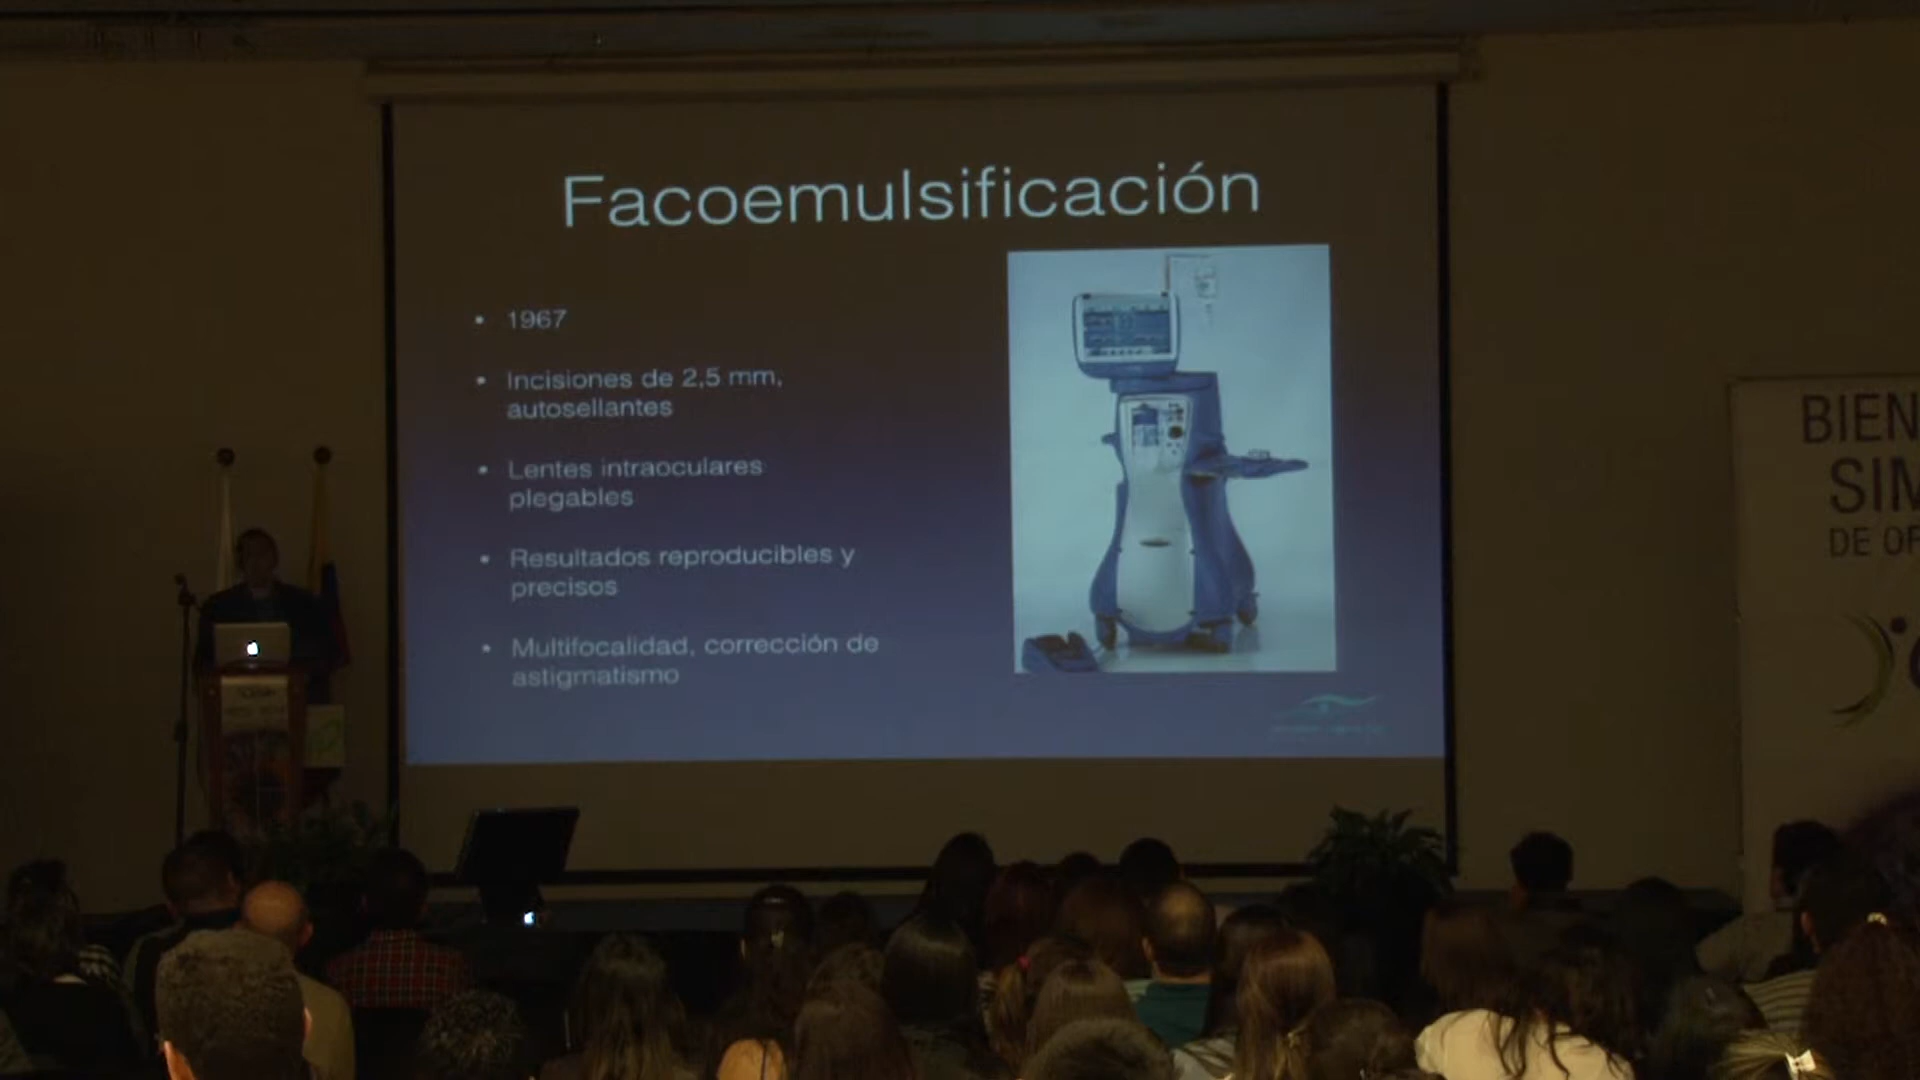 Facoemulsificación
• 1967
• Incisiones de 2,5 mm,
autosellantes
• Lentes intraoculares
plegables
• Resultados reproducibles y
precisos
• Multifocalidad, corrección de
astigmatismo
BIEN
SIM
DE OP